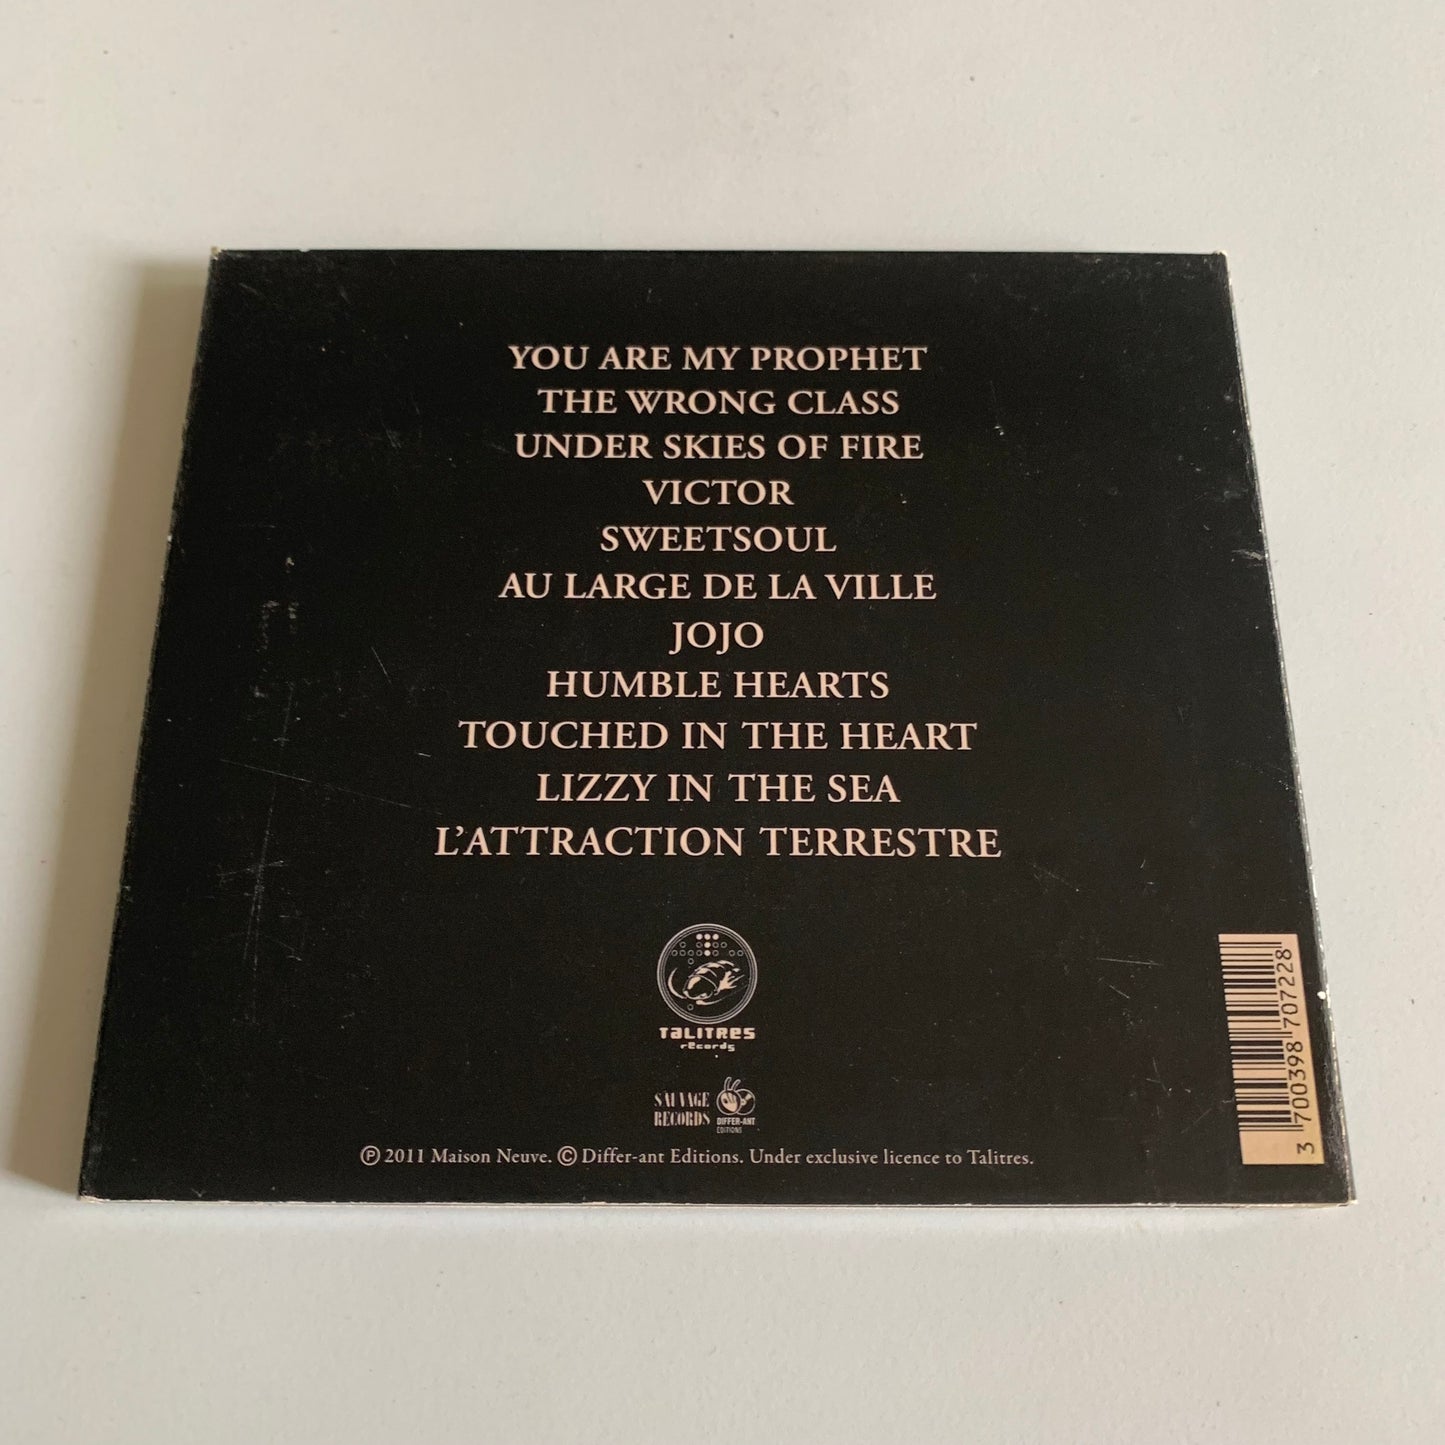 YOU ARE MY PROPHET
THE WRONG CLASS
UNDER SKIES OF FIRE
VICTOR
SWEETSOUL
AU LARGE DE LA VILLE
JOJO
HUMBLE HEARTS
TOUCHED IN THE HEART
LIZZY IN THE SEA
L'ATTRACTION TERRESTRE
TALITRES
records
SAUVAGE
RECORDS
DIFFER-ANT
EDITIONS
℗ 2011 Maison Neuve. © Differ-ant Editions. Under exclusive licence to Talitres.
3 700398 707228